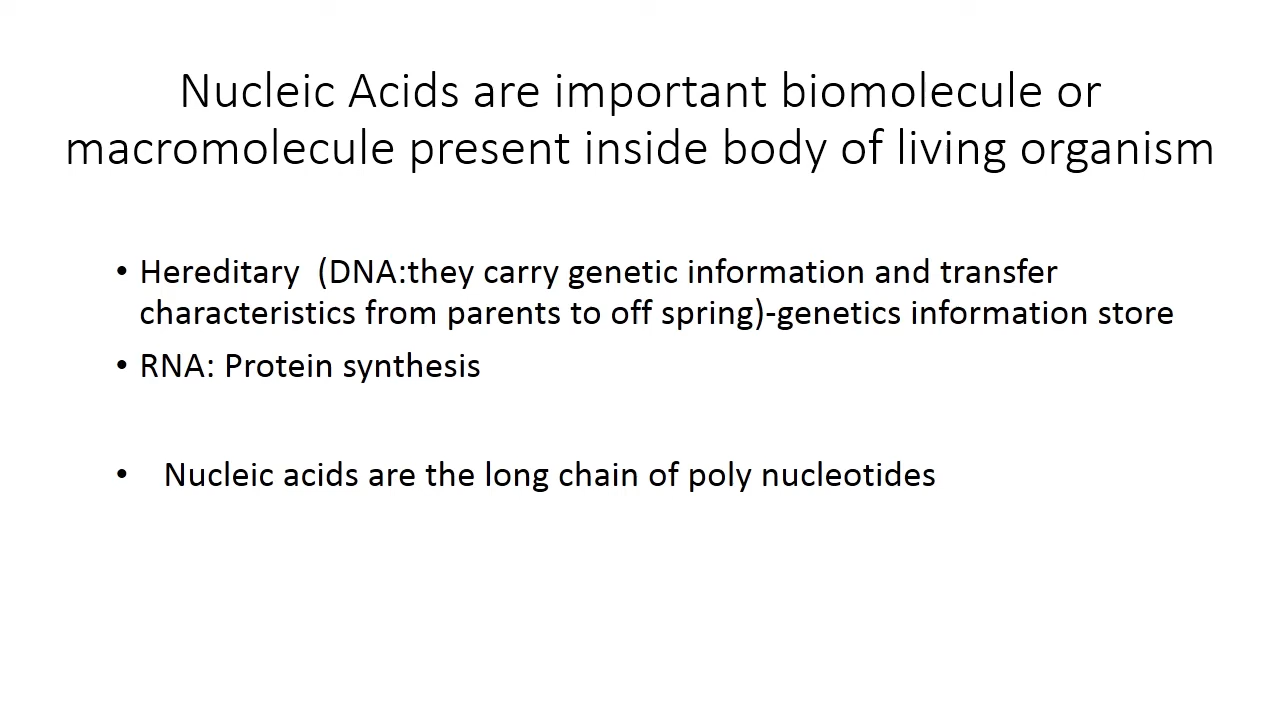 Nucleic Acids are important biomolecule or
macromolecule present inside body of living organism
• Hereditary  (DNA:they carry genetic information and transfer
characteristics from parents to off spring)-genetics information store
• RNA: Protein synthesis
•   Nucleic acids are the long chain of poly nucleotides